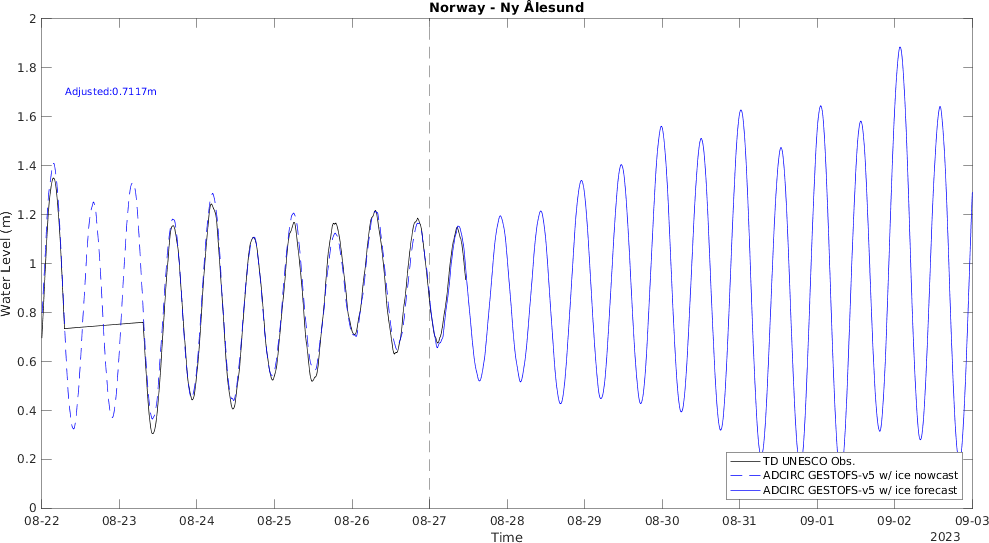 Norway - Ny Ålesund
Adjusted:0.7117m
Water Level (m)
2
1.8
1.6
1.4
1.2
1
0.8
0.6
0.4
0.2
0
TD UNESCO Obs.
ADCIRC GESTOFS-v5 w/ ice nowcast
ADCIRC GESTOFS-v5 w/ ice forecast
08-22 08-23 08-24 08-25 08-26 08-27 08-28 08-29 08-30 08-31 09-01 09-02 09-03
Time
2023